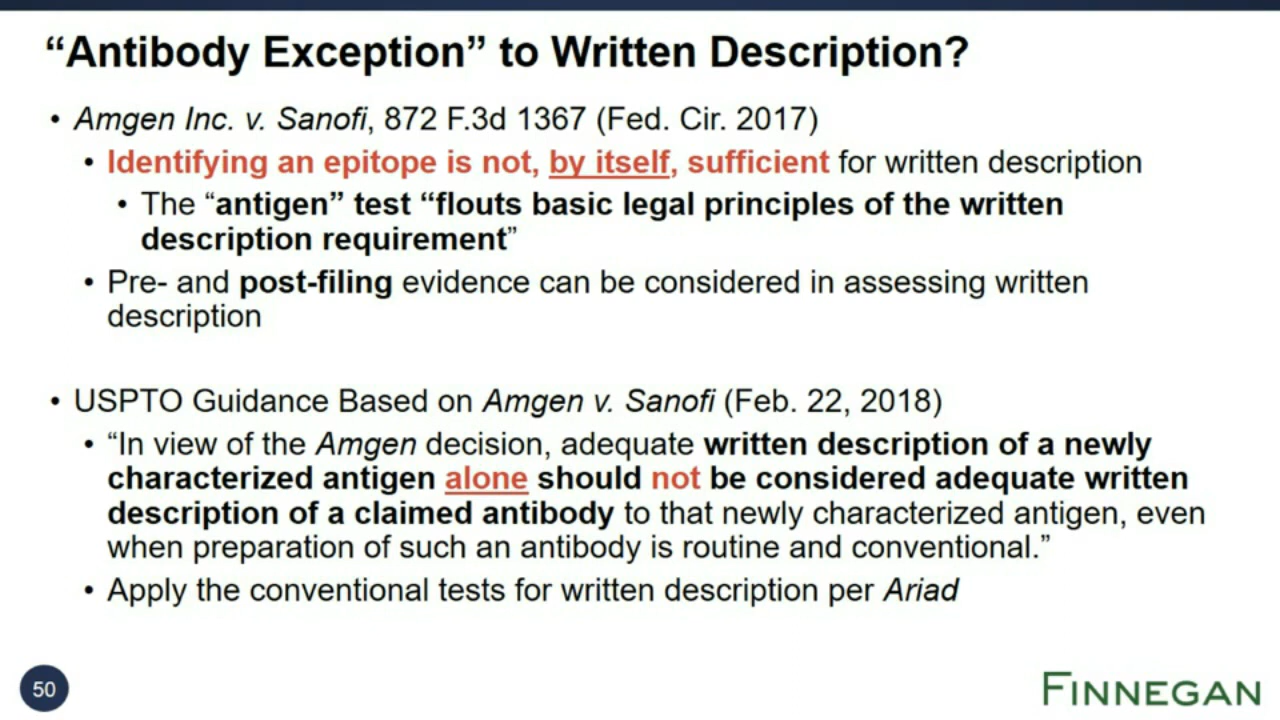 “Antibody Exception” to Written Description?
• Amgen Inc. v. Sanofi, 872 F.3d 1367 (Fed. Cir. 2017)
• Identifying an epitope is not, by itself, sufficient for written description
• The “antigen” test “flouts basic legal principles of the written
description requirement”
• Pre- and post-filing evidence can be considered in assessing written
description
• USPTO Guidance Based on Amgen v. Sanofi (Feb. 22, 2018)
• “In view of the Amgen decision, adequate written description of a newly
characterized antigen alone should not be considered adequate written
description of a claimed antibody to that newly characterized antigen, even
when preparation of such an antibody is routine and conventional.”
• Apply the conventional tests for written description per Ariad
50
FINNEGAN